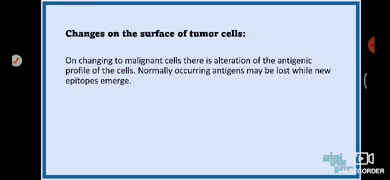 Changes on the surface of tumor cells:
On changing to malignant cells there is alteration of the antigenic
profile of the cells. Normally occurring antigens may be lost while new
epitopes emerge.